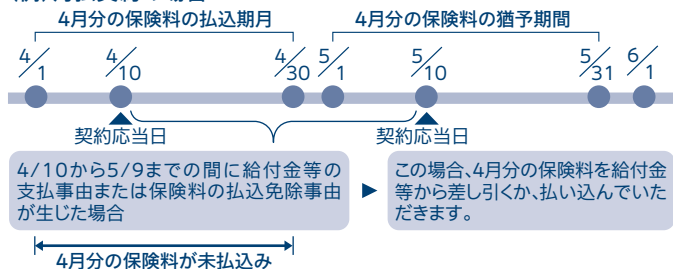 4月分の保険料の払込期月
4月分の保険料の猶予期間
4/1
4/10
4/30
5/1
5/10
5/31
6/1
契約応当日
契約応当日
4/10から5/9までの間に給付金等の
支払事由または保険料の払込免除事由
が生じた場合
この場合、4月分の保険料を給付金
等から差し引くか、払い込んでいた
だきます。
4月分の保険料が未払込み